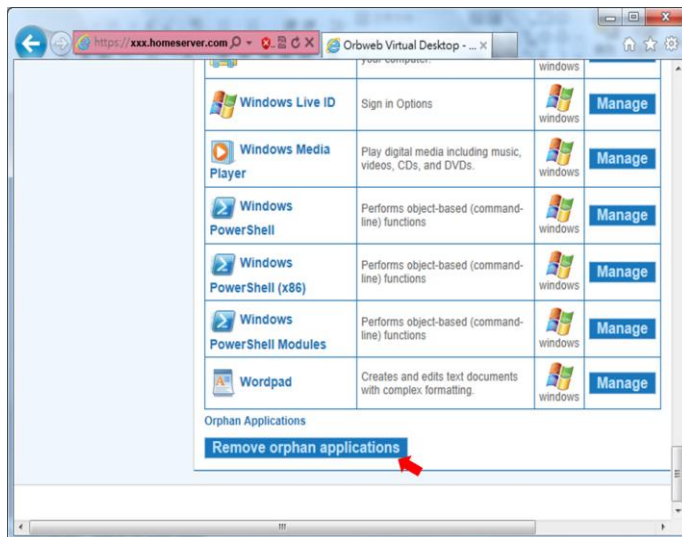 https://xxx.homeserver.com
Orbweb Virtual Desktop - ...
your computer.
windows
Windows Live ID
Sign in Options
windows
Manage
Windows Media
Player
Play digital media including music,
videos, CDs, and DVDs.
windows
Manage
Windows
PowerShell
Performs object-based (command-
line) functions
windows
Manage
Windows
PowerShell (x86)
Performs object-based (command-
line) functions
windows
Manage
Windows
PowerShell Modules
Performs object-based (command-
line) functions
windows
Manage
Wordpad
Creates and edits text documents
with complex formatting.
windows
Manage
Orphan Applications
Remove orphan applications